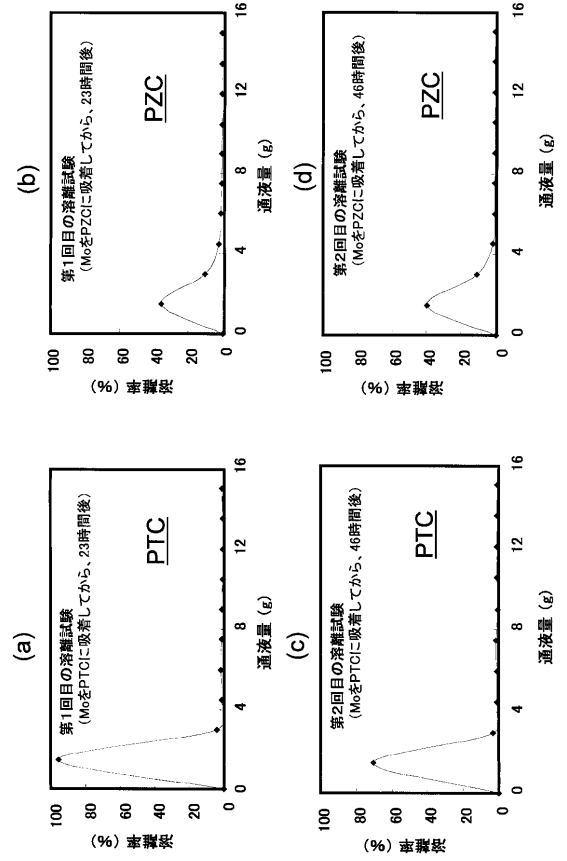 (a)
溶離率 (%)
100
80
60
40
20
0
第1回目の溶離試験
(MoをPTCに吸着してから、23時間後)
PTC
0
4
8
12
16
通液量 (g)
(b)
溶離率 (%)
100
80
60
40
20
0
第1回目の溶離試験
(MoをPZCに吸着してから、23時間後)
PZC
0
4
8
12
16
通液量 (g)
(c)
溶離率 (%)
100
80
60
40
20
0
第2回目の溶離試験
(MoをPTCに吸着してから、46時間後)
PTC
0
4
8
12
16
通液量 (g)
(d)
溶離率 (%)
100
80
60
40
20
0
第2回目の溶離試験
(MoをPZCに吸着してから、46時間後)
PZC
0
4
8
12
16
通液量 (g)